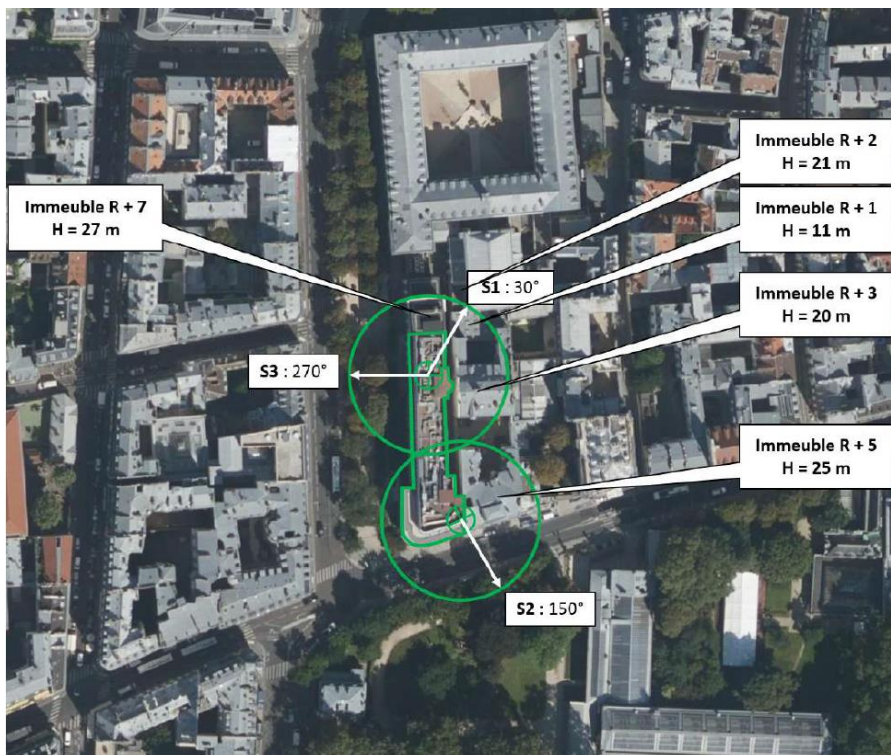 Immeuble R + 2
H = 21 m
Immeuble R + 7
H = 27 m
Immeuble R + 1
H = 11 m
S1 : 30°
Immeuble R + 3
H = 20 m
S3 : 270°
Immeuble R + 5
H = 25 m
S2 : 150°